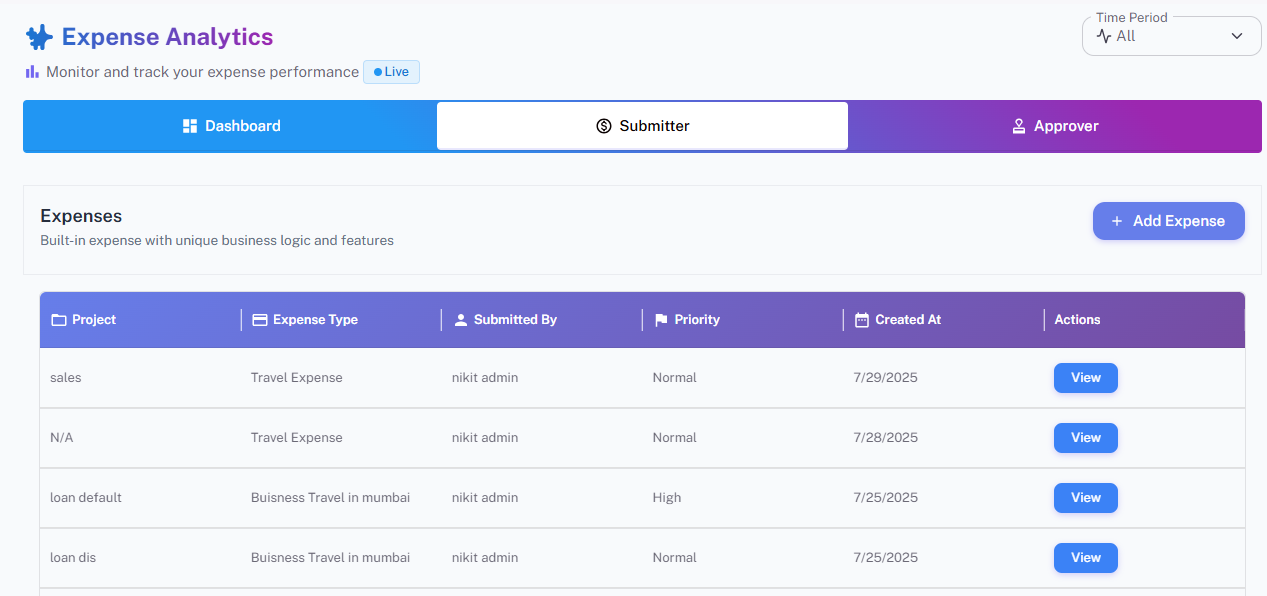 Expense Analytics
Time Period
All
Monitor and track your expense performance Live
Dashboard Submitter Approver
Expenses
Built-in expense with unique business logic and features
+ Add Expense
Project Expense Type Submitted By Priority Created At Actions
sales Travel Expense nikit admin Normal 7/29/2025 View
N/A Travel Expense nikit admin Normal 7/28/2025 View
loan default Buisness Travel in mumbai nikit admin High 7/25/2025 View
loan dis Buisness Travel in mumbai nikit admin Normal 7/25/2025 View